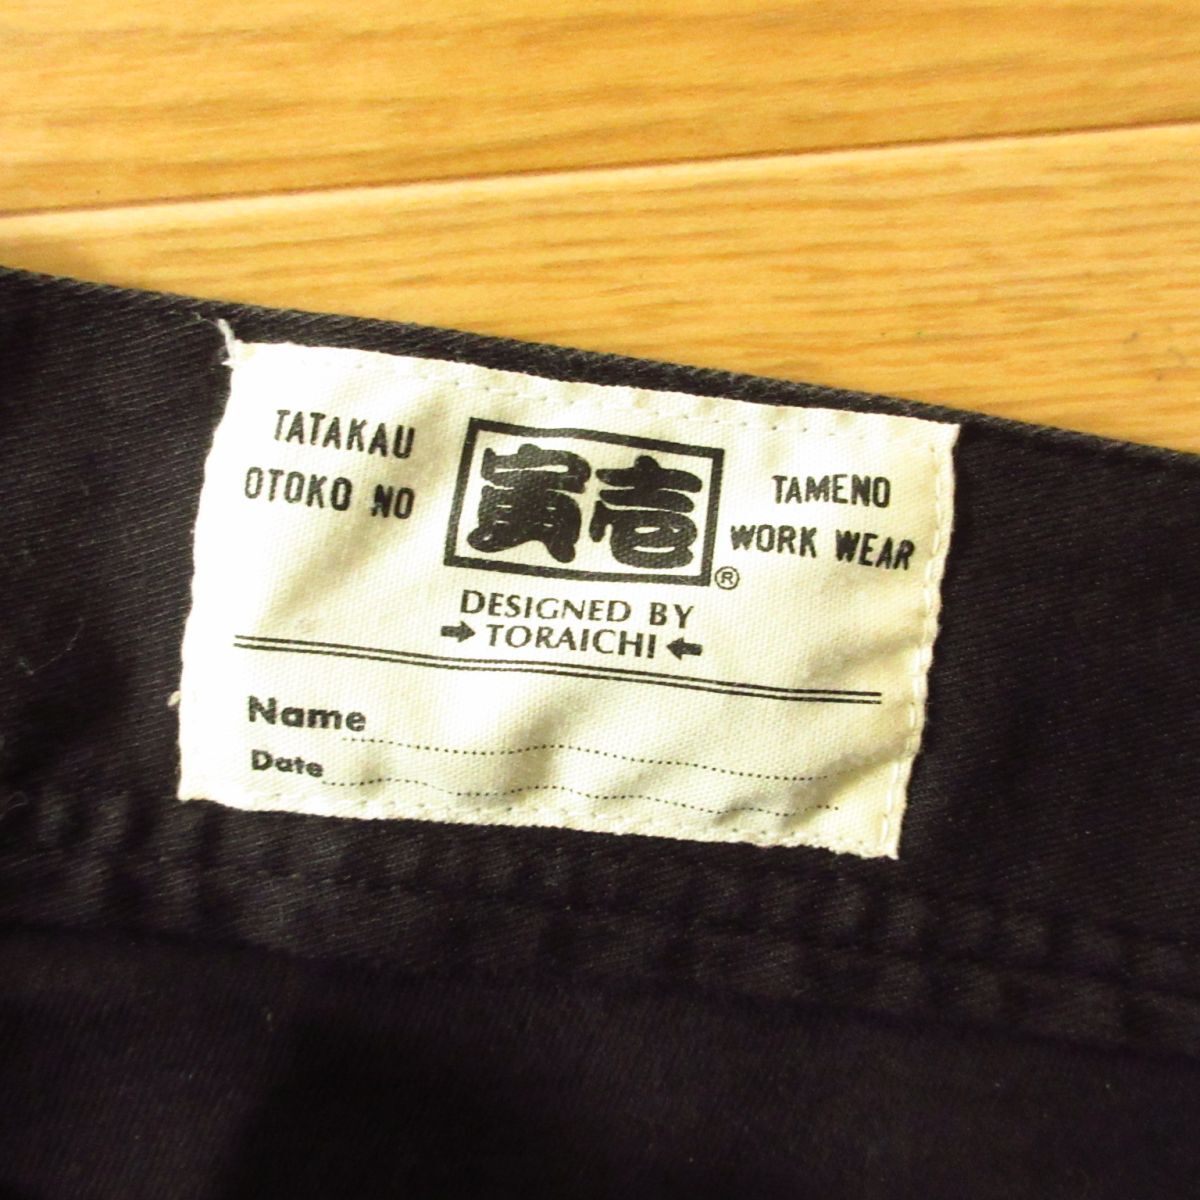 TATAKAU
OTOKO NO
寅壱
®
TAMENO
WORK WEAR
DESIGNED BY
→ TORAICHI ←
Name
Date